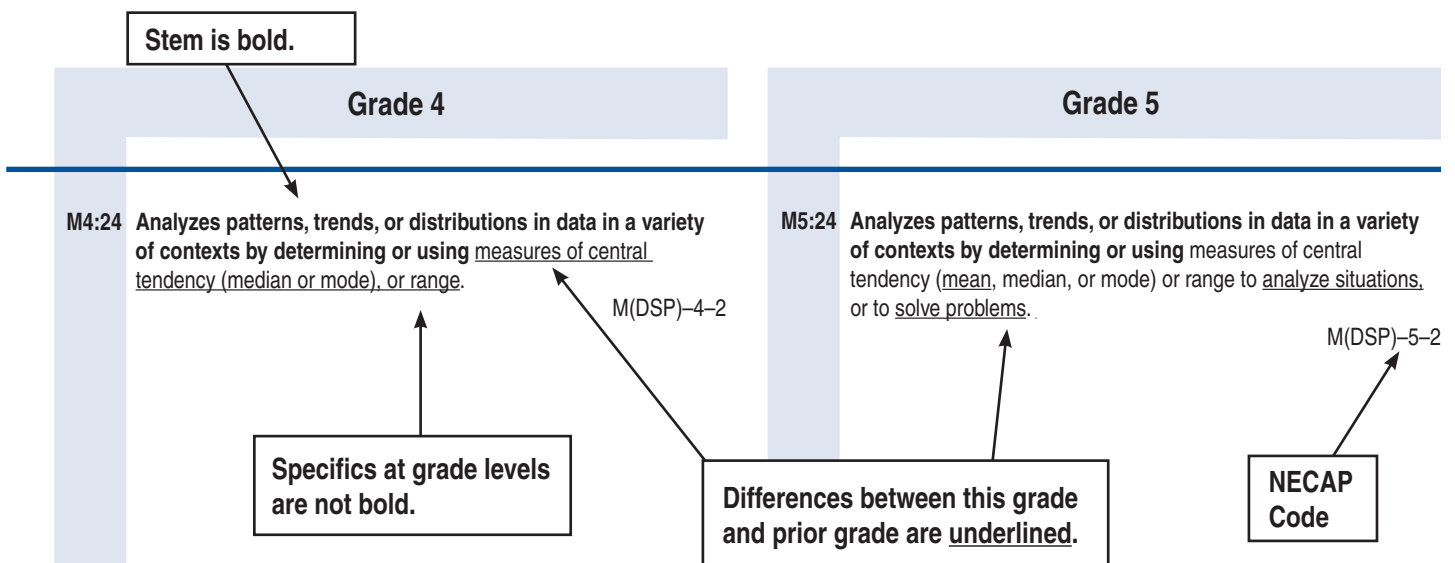 Stem is bold.
Grade 4
Grade 5
M4:24 Analyzes patterns, trends, or distributions in data in a variety
of contexts by determining or using measures of central
tendency (median or mode), or range.
M(DSP)–4–2
M5:24 Analyzes patterns, trends, or distributions in data in a variety
of contexts by determining or using measures of central
tendency (mean, median, or mode) or range to analyze situations,
or to solve problems.
M(DSP)–5–2
Specifics at grade levels
are not bold.
Differences between this grade
and prior grade are underlined.
NECAP
Code